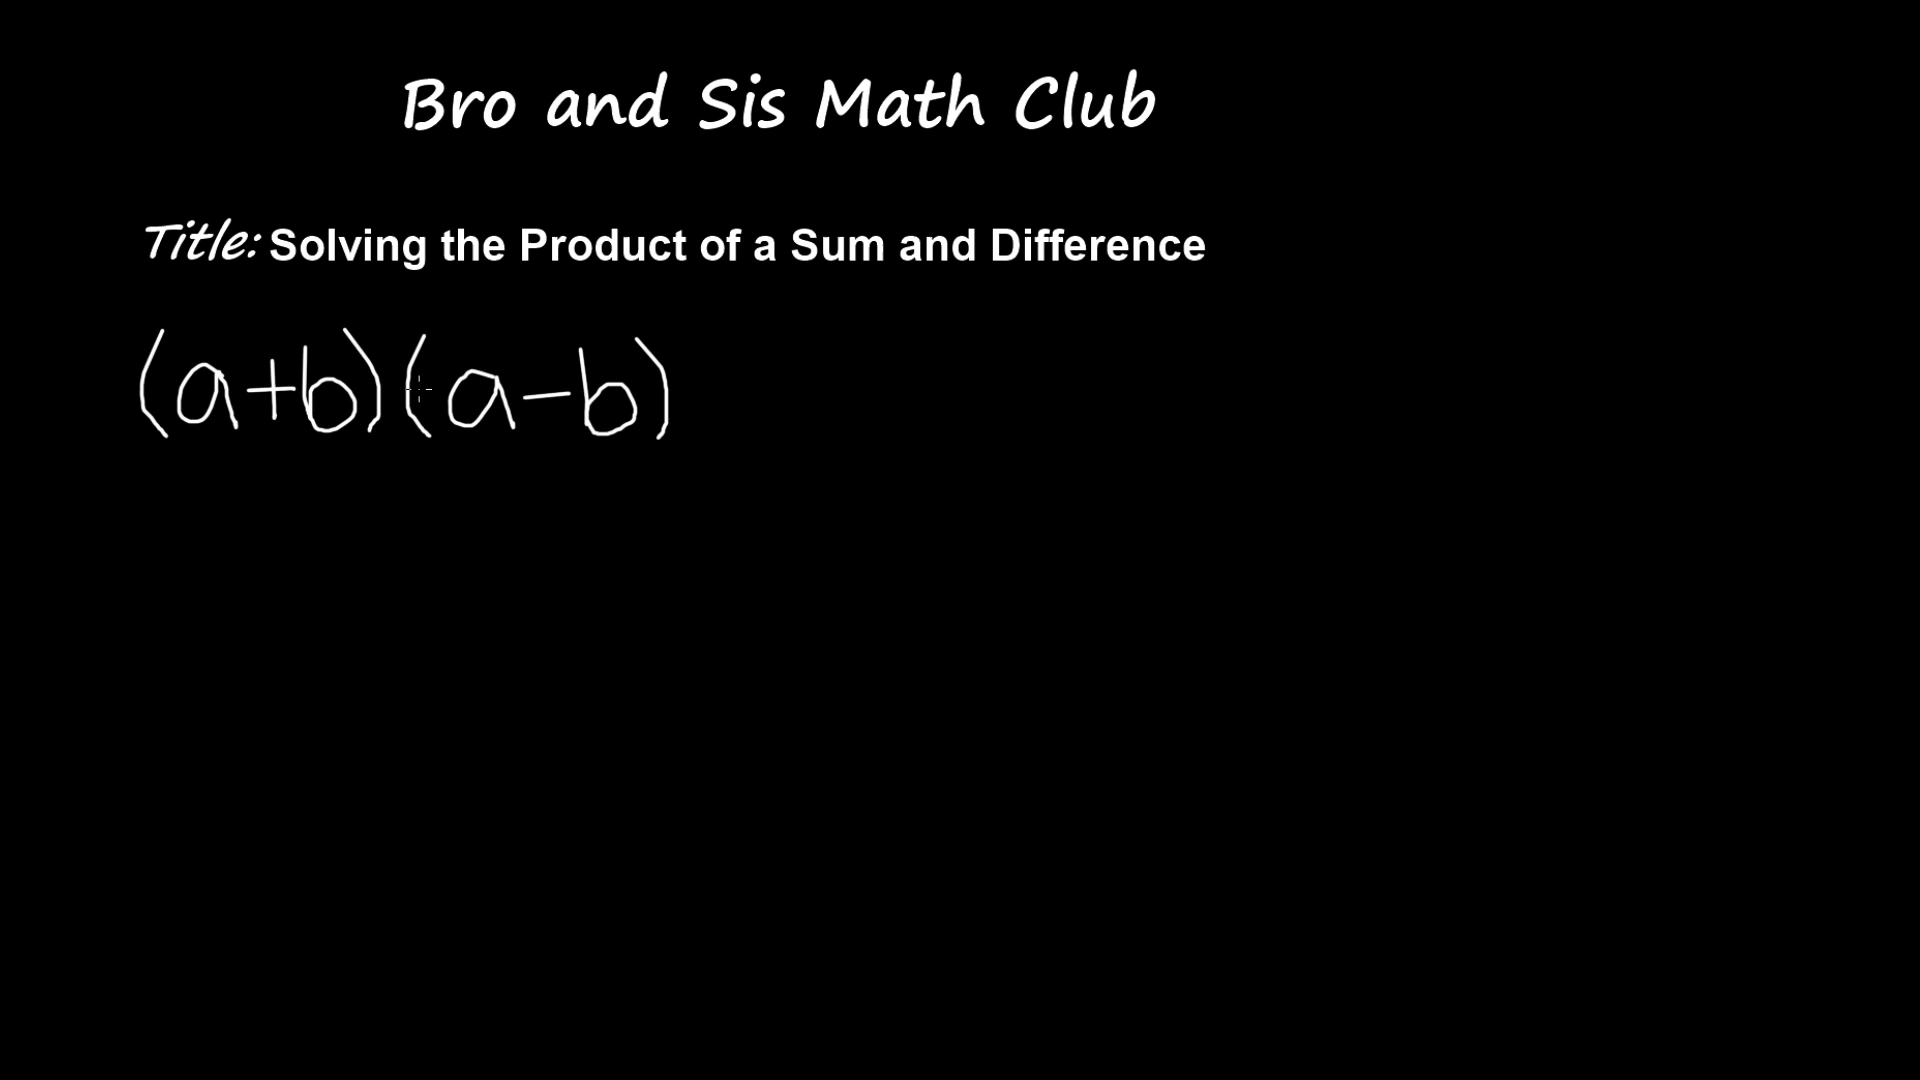 Bro and Sis Math Club
Title: Solving the Product of a Sum and Difference
(a+b)(a-b)